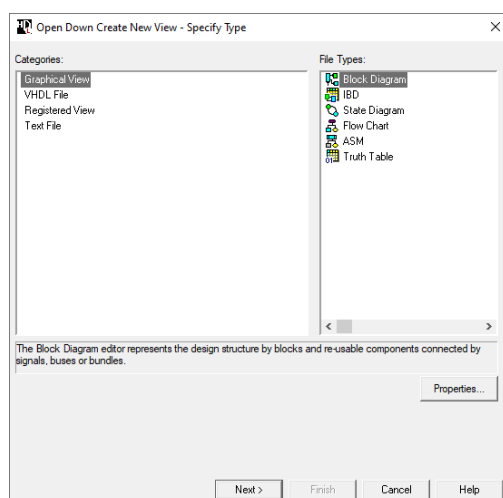 Open Down Create New View - Specify Type
Categories:
File Types:
Graphical View
VHDL File
Registered View
Text File
Block Diagram
IBD
State Diagram
Flow Chart
ASM
Truth Table
The Block Diagram editor represents the design structure by blocks and re-usable components connected by
signals, buses or bundles.
Properties...
Next >
Finish
Cancel
Help